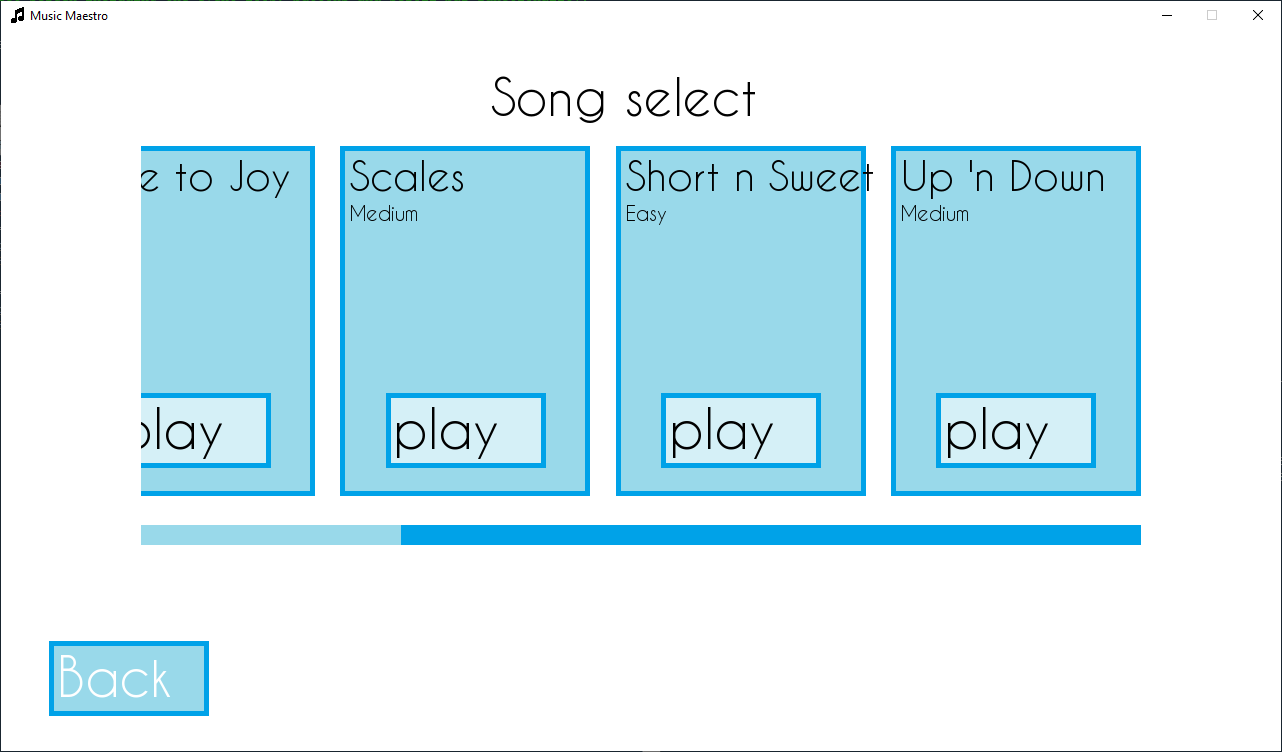 Music Maestro
Song select
e to Joy
Scales
Medium
Short n Sweet
Easy
Up 'n Down
Medium
play
play
play
play
Back